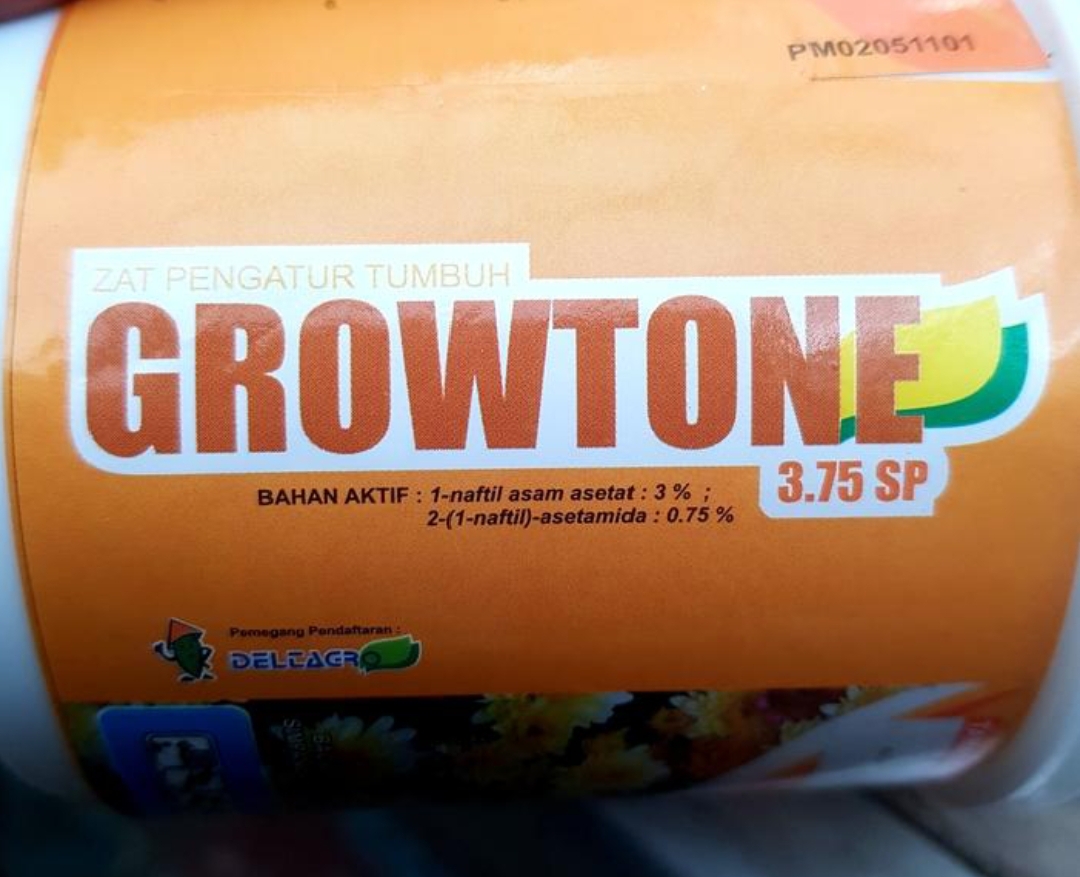 PM02051101
ZAT PENGATUR TUMBUH
GROWTONE
3.75 SP
BAHAN AKTIF : 1-naftil asam asetat : 3 % ;
2-(1-naftil)-asetamida : 0.75 %
Pemegang Pendaftaran :
DELTAGRO